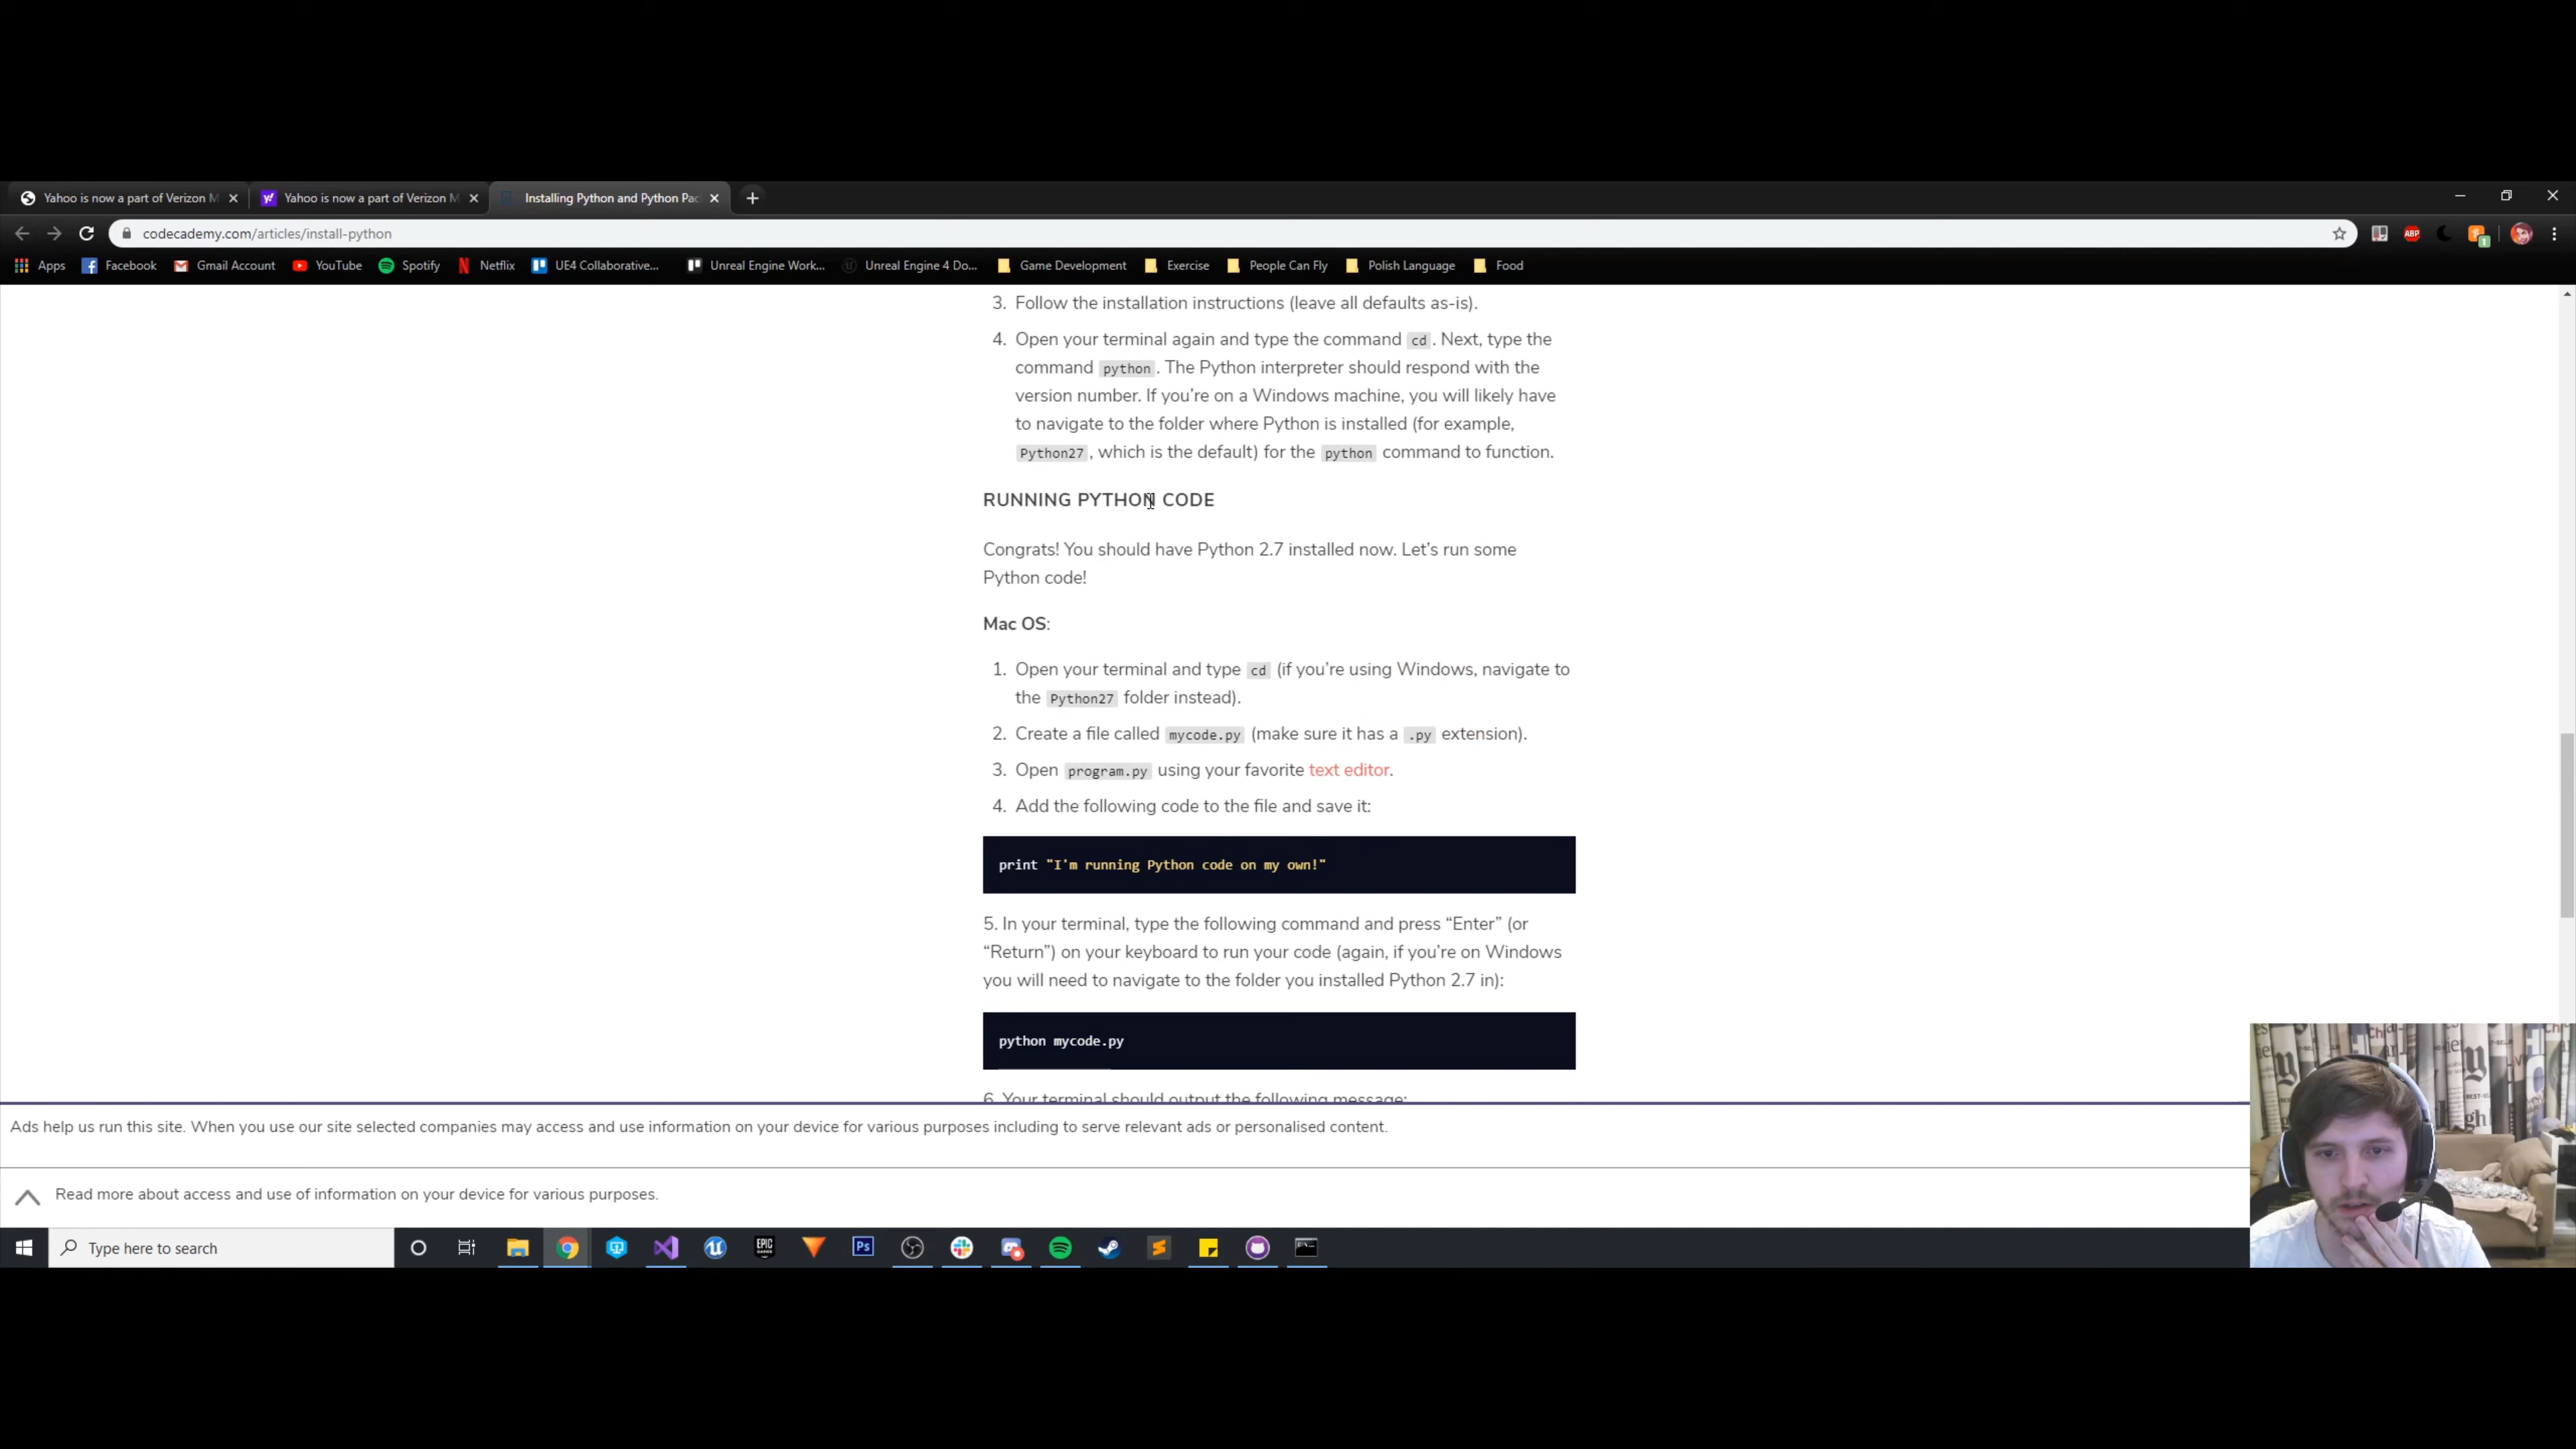 Yahoo is now a part of Verizon M
Yahoo is now a part of Verizon M
Installing Python and Python Pac
codecademy.com/articles/install-python
ABP
1
Apps
Facebook
Gmail Account
YouTube
Spotify
Netflix
UE4 Collaborative...
Unreal Engine Work...
Unreal Engine 4 Do...
Game Development
Exercise
People Can Fly
Polish Language
Food
3. Follow the installation instructions (leave all defaults as-is).
4. Open your terminal again and type the command cd. Next, type the
command python. The Python interpreter should respond with the
version number. If you’re on a Windows machine, you will likely have
to navigate to the folder where Python is installed (for example,
Python27, which is the default) for the python command to function.
RUNNING PYTHON CODE
Congrats! You should have Python 2.7 installed now. Let’s run some
Python code!
Mac OS:
1. Open your terminal and type cd (if you’re using Windows, navigate to
the Python27 folder instead).
2. Create a file called mycode.py (make sure it has a .py extension).
3. Open program.py using your favorite text editor.
4. Add the following code to the file and save it:
print "I'm running Python code on my own!"
5. In your terminal, type the following command and press “Enter” (or
“Return”) on your keyboard to run your code (again, if you’re on Windows
you will need to navigate to the folder you installed Python 2.7 in):
python mycode.py
6. Your terminal should output the following message:
Ads help us run this site. When you use our site selected companies may access and use information on your device for various purposes including to serve relevant ads or personalised content.
Read more about access and use of information on your device for various purposes.
Type here to search
EPIC
GAMES
Ps